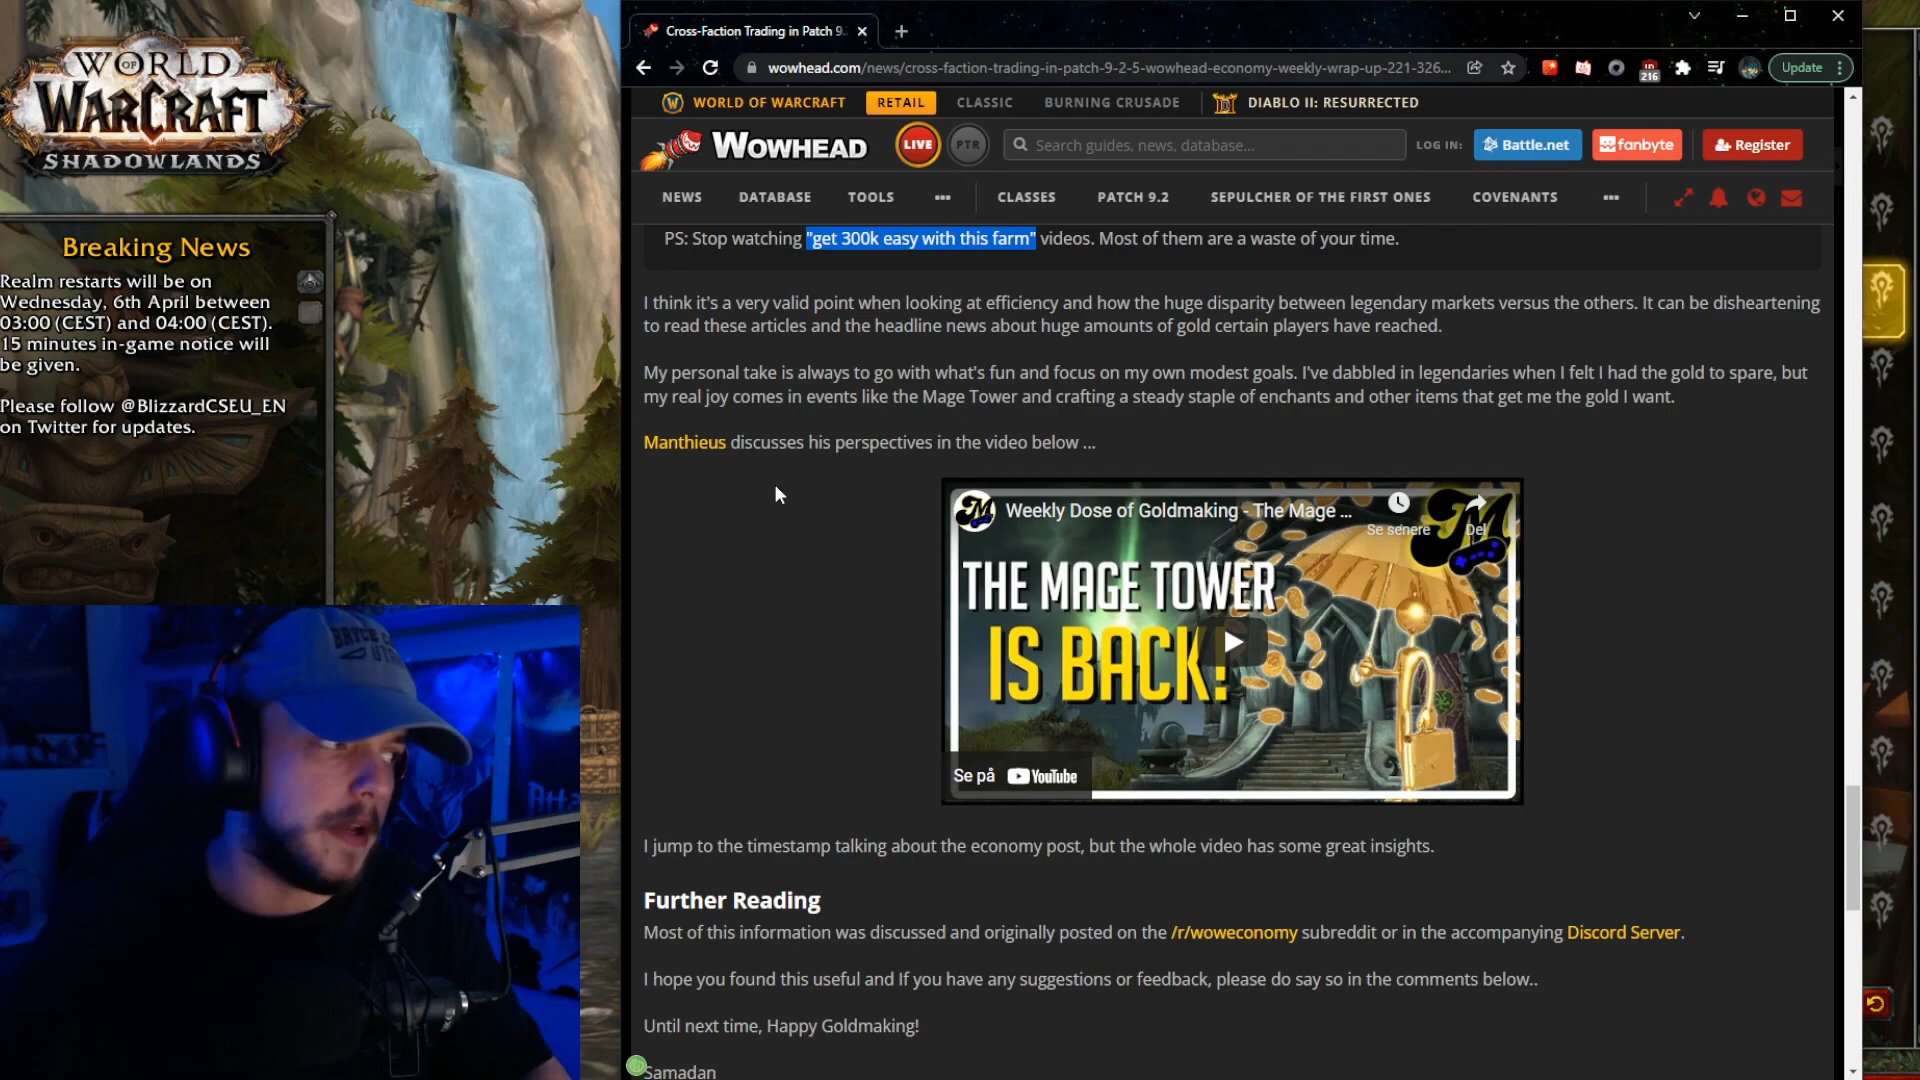 WORLD
OF
WARCRAFT
SHADOWLANDS
Breaking News
Realm restarts will be on
Wednesday, 6th April between
03:00 (CEST) and 04:00 (CEST).
15 minutes in-game notice will
be given.
Please follow @BlizzardCSEU_EN
on Twitter for updates.
Cross-Faction Trading in Patch 9.
wowhead.com/news/cross-faction-trading-in-patch-9-2-5-wowhead-economy-weekly-wrap-up-221-326...
216
Update
WORLD OF WARCRAFT RETAIL CLASSIC BURNING CRUSADE DIABLO II: RESURRECTED
WOWHEAD LIVE PTR Search guides, news, database... LOG IN: Battle.net fanbyte Register
NEWS DATABASE TOOLS ... CLASSES PATCH 9.2 SEPULCHER OF THE FIRST ONES COVENANTS ...
PS: Stop watching "get 300k easy with this farm" videos. Most of them are a waste of your time.
I think it's a very valid point when looking at efficiency and how the huge disparity between legendary markets versus the others. It can be disheartening
to read these articles and the headline news about huge amounts of gold certain players have reached.
My personal take is always to go with what's fun and focus on my own modest goals. I've dabbled in legendaries when I felt I had the gold to spare, but
my real joy comes in events like the Mage Tower and crafting a steady staple of enchants and other items that get me the gold I want.
Manthieus discusses his perspectives in the video below ...
Weekly Dose of Goldmaking - The Mage ...
Se senere Del
THE MAGE TOWER
IS BACK!
Se på YouTube
I jump to the timestamp talking about the economy post, but the whole video has some great insights.
Further Reading
Most of this information was discussed and originally posted on the /r/woweconomy subreddit or in the accompanying Discord Server.
I hope you found this useful and If you have any suggestions or feedback, please do say so in the comments below..
Until next time, Happy Goldmaking!
Samadan